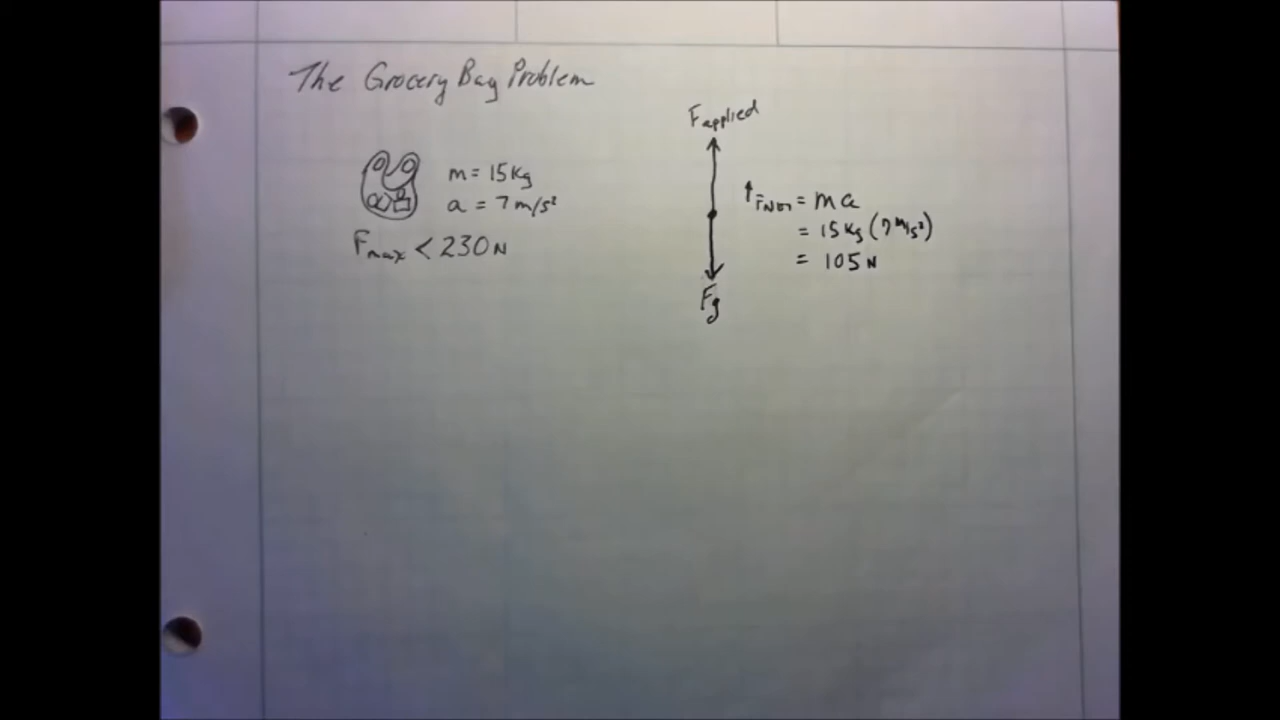 The Grocery Bag Problem
m = 15 kg
a = 7 m/s²
Fmax < 230 N
Fapplied
Fg
↑ FNET = ma
= 15 kg (7 m/s²)
= 105 N